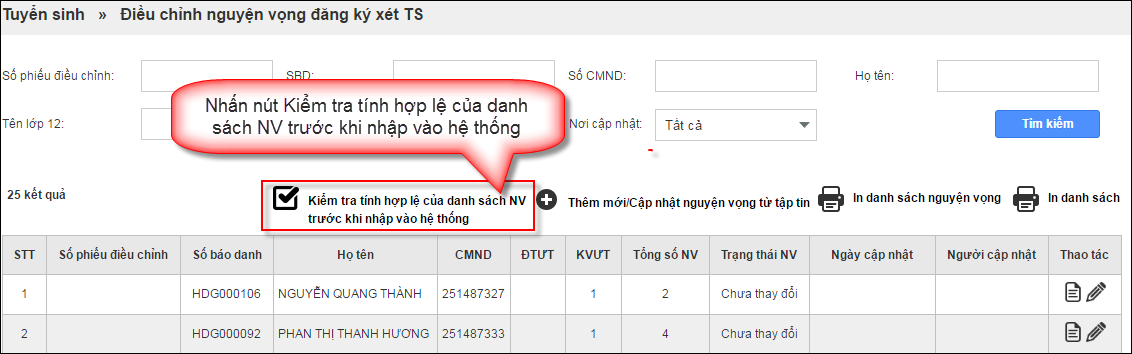 Tuyển sinh » Điều chỉnh nguyện vọng đăng ký xét TS
Số phiếu điều chỉnh: SBD: Số CMND: Họ tên:
Nhấn nút Kiểm tra tính hợp lệ của danh
sách NV trước khi nhập vào hệ thống
Tên lớp 12: Nơi cập nhật: Tất cả Tìm kiếm
25 kết quả
Kiểm tra tính hợp lệ của danh sách NV
trước khi nhập vào hệ thống
Thêm mới/Cập nhật nguyện vọng từ tập tin In danh sách nguyện vọng In danh sách
STT Số phiếu điều chỉnh Số báo danh Họ tên CMND ĐTƯT KVƯT Tổng số NV Trạng thái NV Ngày cập nhật Người cập nhật Thao tác
1 HDG000106 NGUYỄN QUANG THÀNH 251487327 1 2 Chưa thay đổi
2 HDG000092 PHAN THỊ THANH HƯƠNG 251487333 1 4 Chưa thay đổi